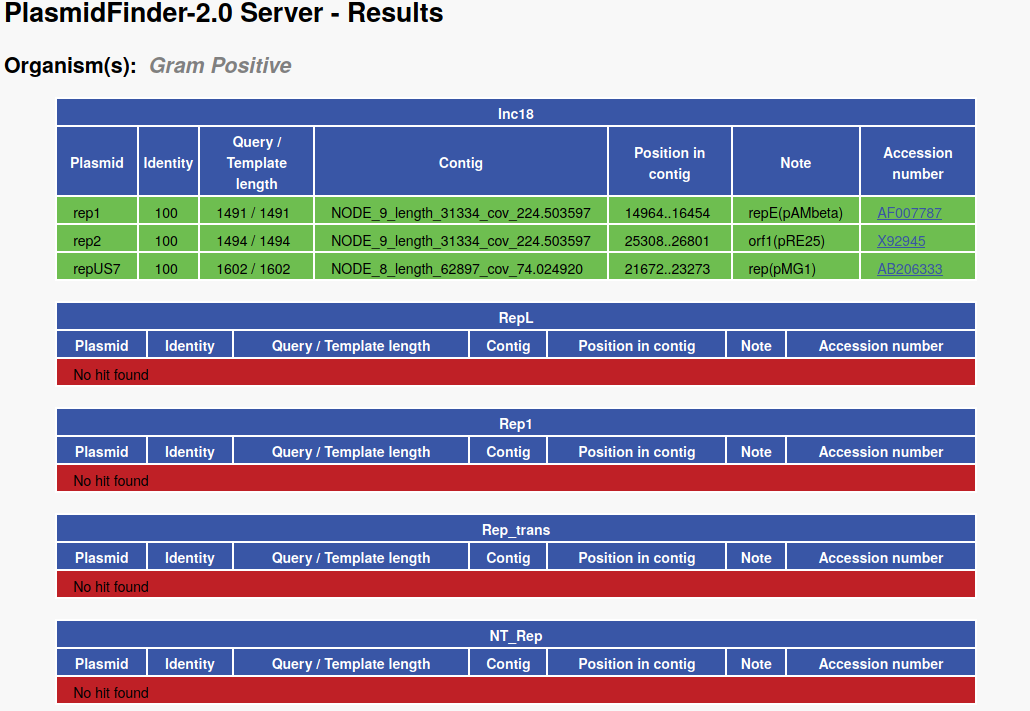 PlasmidFinder-2.0 Server - Results
Organism(s): Gram Positive
Inc18
Plasmid Identity Query / Template length Contig Position in contig Note Accession number
rep1 100 1491 / 1491 NODE_9_length_31334_cov_224.503597 14964..16454 repE(pAMbeta) AF007787
rep2 100 1494 / 1494 NODE_9_length_31334_cov_224.503597 25308..26801 orf1(pRE25) X92945
repUS7 100 1602 / 1602 NODE_8_length_62897_cov_74.024920 21672..23273 rep(pMG1) AB206333
RepL
Plasmid Identity Query / Template length Contig Position in contig Note Accession number
No hit found
Rep1
Plasmid Identity Query / Template length Contig Position in contig Note Accession number
No hit found
Rep_trans
Plasmid Identity Query / Template length Contig Position in contig Note Accession number
No hit found
NT_Rep
Plasmid Identity Query / Template length Contig Position in contig Note Accession number
No hit found